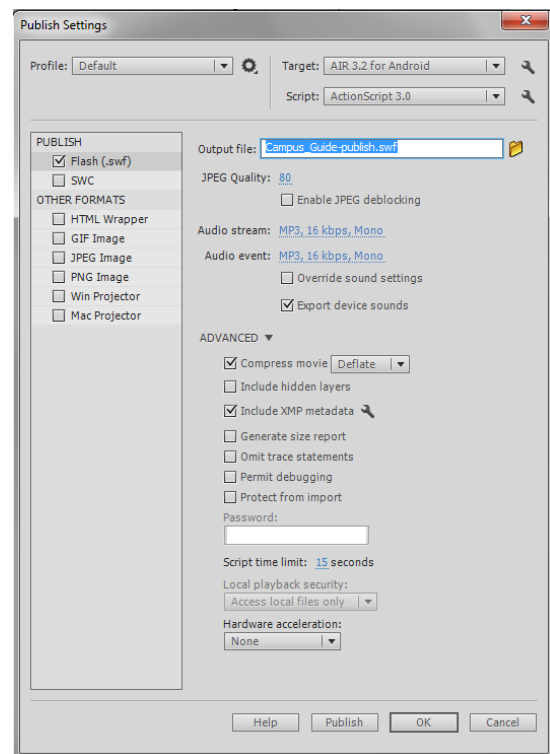 Publish Settings
Profile: Default
Target: AIR 3.2 for Android
Script: ActionScript 3.0
PUBLISH
Flash (.swf)
SWC
OTHER FORMATS
HTML Wrapper
GIF Image
JPEG Image
PNG Image
Win Projector
Mac Projector
Output file: Campus_Guide-publish.swf
JPEG Quality: 80
Enable JPEG deblocking
Audio stream: MP3, 16 kbps, Mono
Audio event: MP3, 16 kbps, Mono
Override sound settings
Export device sounds
ADVANCED
Compress movie Deflate
Include hidden layers
Include XMP metadata
Generate size report
Omit trace statements
Permit debugging
Protect from import
Password:
Script time limit: 15 seconds
Local playback security:
Access local files only
Hardware acceleration:
None
Help Publish OK Cancel